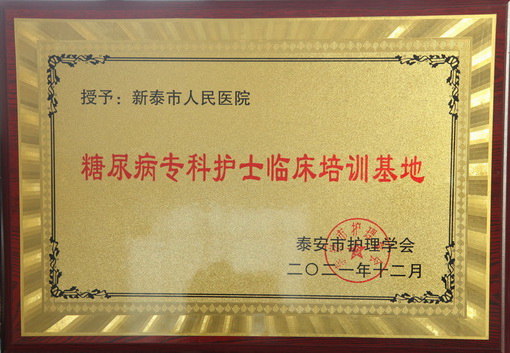 授予：新泰市人民医院
糖尿病专科护士临床培训基地
泰安市护理学会
二〇二一年十二月